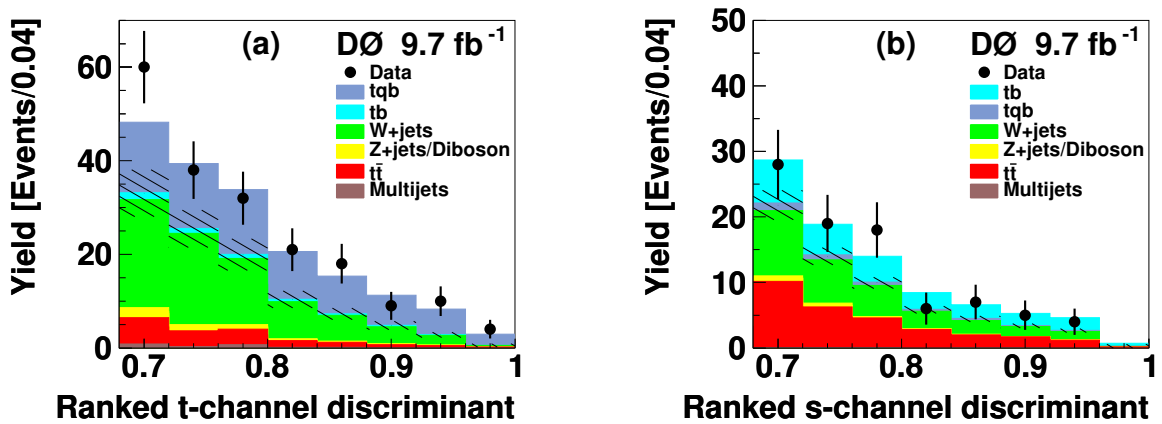 Yield [Events/0.04]
60
40
20
0
(a) DØ 9.7 fb⁻¹
Data
tqb
tb
W+jets
Z+jets/Diboson
tt̄
Multijets
0.7 0.8 0.9 1
Ranked t-channel discriminant
Yield [Events/0.04]
50
40
30
20
10
0
(b) DØ 9.7 fb⁻¹
Data
tb
tqb
W+jets
Z+jets/Diboson
tt̄
Multijets
0.7 0.8 0.9 1
Ranked s-channel discriminant